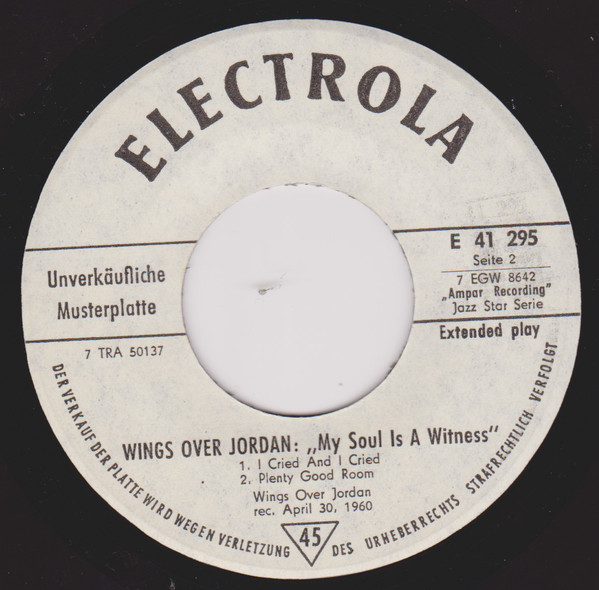 ELECTROLA
Unverkäufliche
Musterplatte
7 TRA 50137
E 41 295
Seite 2
7 EGW 8642
„Ampar Recording"
Jazz Star Serie
Extended play
WINGS OVER JORDAN: „My Soul Is A Witness"
1. I Cried And I Cried
2. Plenty Good Room
Wings Over Jordan
rec. April 30, 1960
45
DER VERKAUF DER PLATTE WIRD WEGEN VERLETZUNG DES URHEBERRECHTS STRAFRECHTLICH VERFOLGT